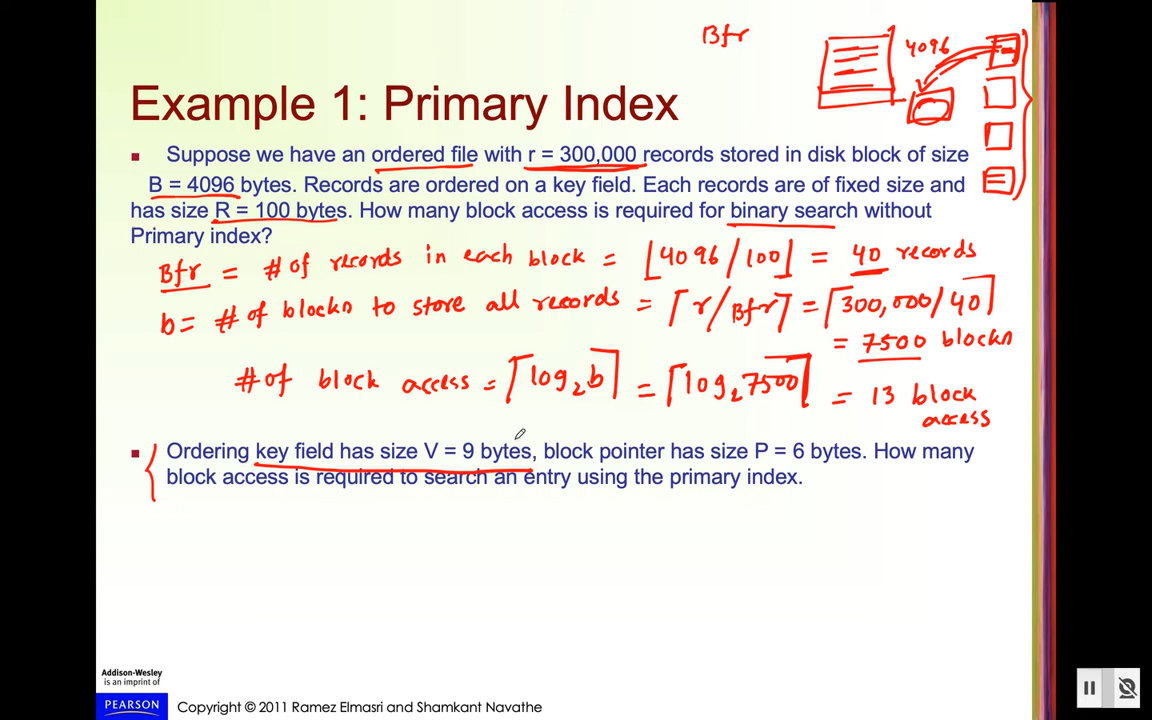 Bfr
4096
Example 1: Primary Index
Suppose we have an ordered file with r = 300,000 records stored in disk block of size
B = 4096 bytes. Records are ordered on a key field. Each records are of fixed size and
has size R = 100 bytes. How many block access is required for binary search without
Primary index?
Bfr = # of records in each block = ⌊4096/100⌋ = 40 records
b = # of blocks to store all records = ⌈r/Bfr⌉ = ⌈300,000/40⌉
= 7500 blocks
# of block access = ⌈log₂b⌉ = ⌈log₂7500⌉ = 13 block
access
Ordering key field has size V = 9 bytes, block pointer has size P = 6 bytes. How many
block access is required to search an entry using the primary index.
Addison-Wesley
is an imprint of
PEARSON
Copyright © 2011 Ramez Elmasri and Shamkant Navathe